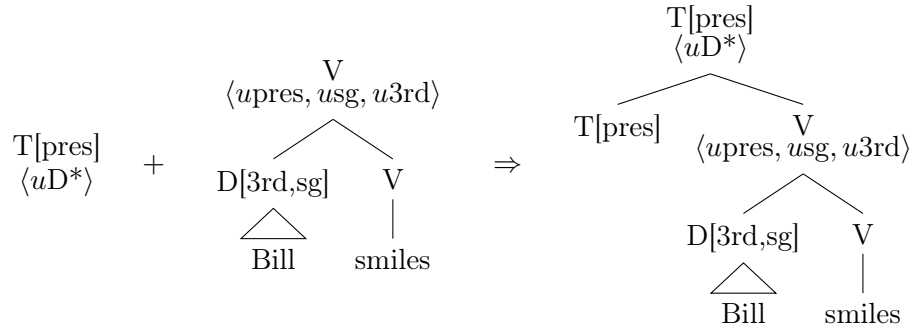 T[pres]
⟨uD*⟩
+
V
⟨upres, usg, u3rd⟩
D[3rd,sg]
V
Bill
smiles
⇒
T[pres]
⟨uD*⟩
T[pres]
V
⟨upres, usg, u3rd⟩
D[3rd,sg]
V
Bill
smiles